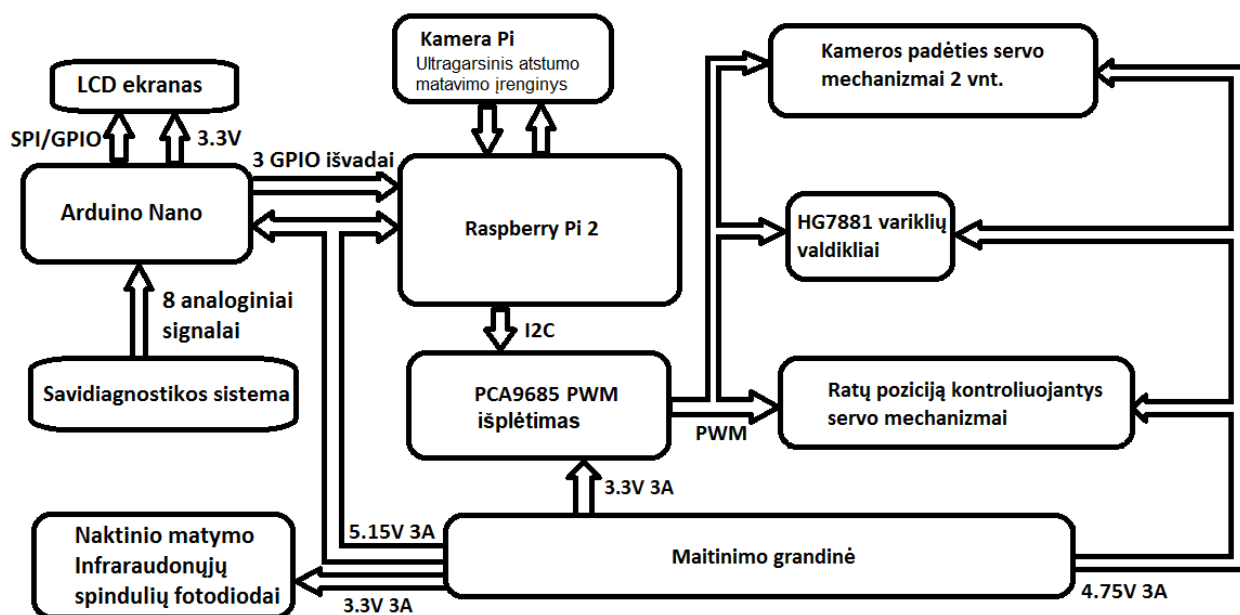 Kamera Pi
Ultragarsinis atstumo
matavimo įrenginys
Kameros padėties servo
mechanizmai 2 vnt.
LCD ekranas
SPI/GPIO
3.3V
3 GPIO išvadai
Arduino Nano
Raspberry Pi 2
HG7881 variklių
valdikliai
8 analoginiai
signalai
I2C
Savidiagnostikos sistema
PCA9685 PWM
išplėtimas
PWM
Ratų poziciją kontroliuojantys
servo mechanizmai
3.3V 3A
5.15V 3A
Naktinio matymo
Infraraudonųjų
spindulių fotodiodai
Maitinimo grandinė
3.3V 3A
4.75V 3A